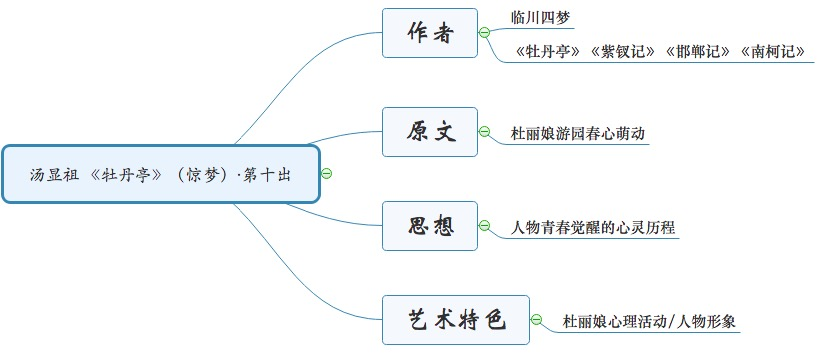 汤显祖《牡丹亭》（惊梦）·第十出
作者
临川四梦
《牡丹亭》《紫钗记》《邯郸记》《南柯记》
原文
杜丽娘游园春心萌动
思想
人物青春觉醒的心灵历程
艺术特色
杜丽娘心理活动/人物形象